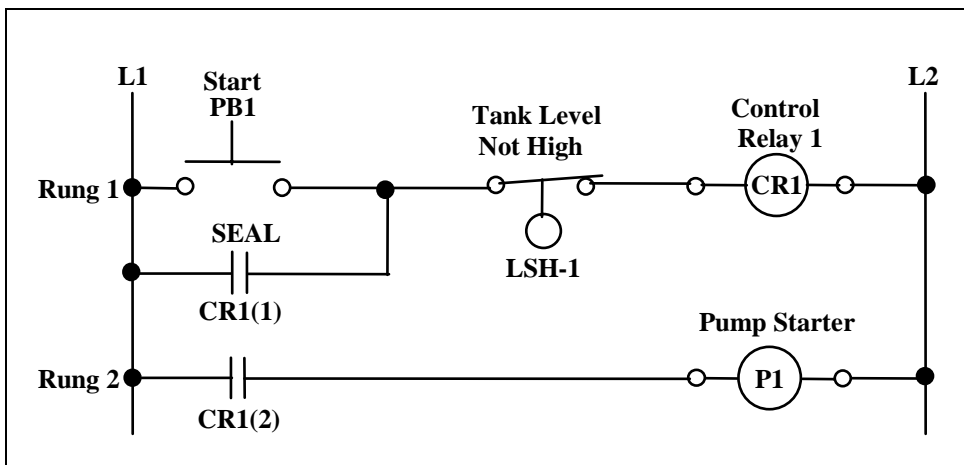 L1
L2
Start
PB1
Tank Level
Not High
Control
Relay 1
Rung 1
CR1
SEAL
LSH-1
CR1(1)
Pump Starter
Rung 2
P1
CR1(2)